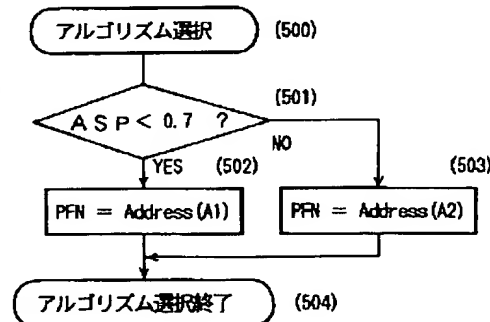 アルゴリズム選択 (500)
(501)
ASP < 0.7 ?
NO
YES (502) (503)
PFN = Address(A1) PFN = Address(A2)
アルゴリズム選択終了 (504)